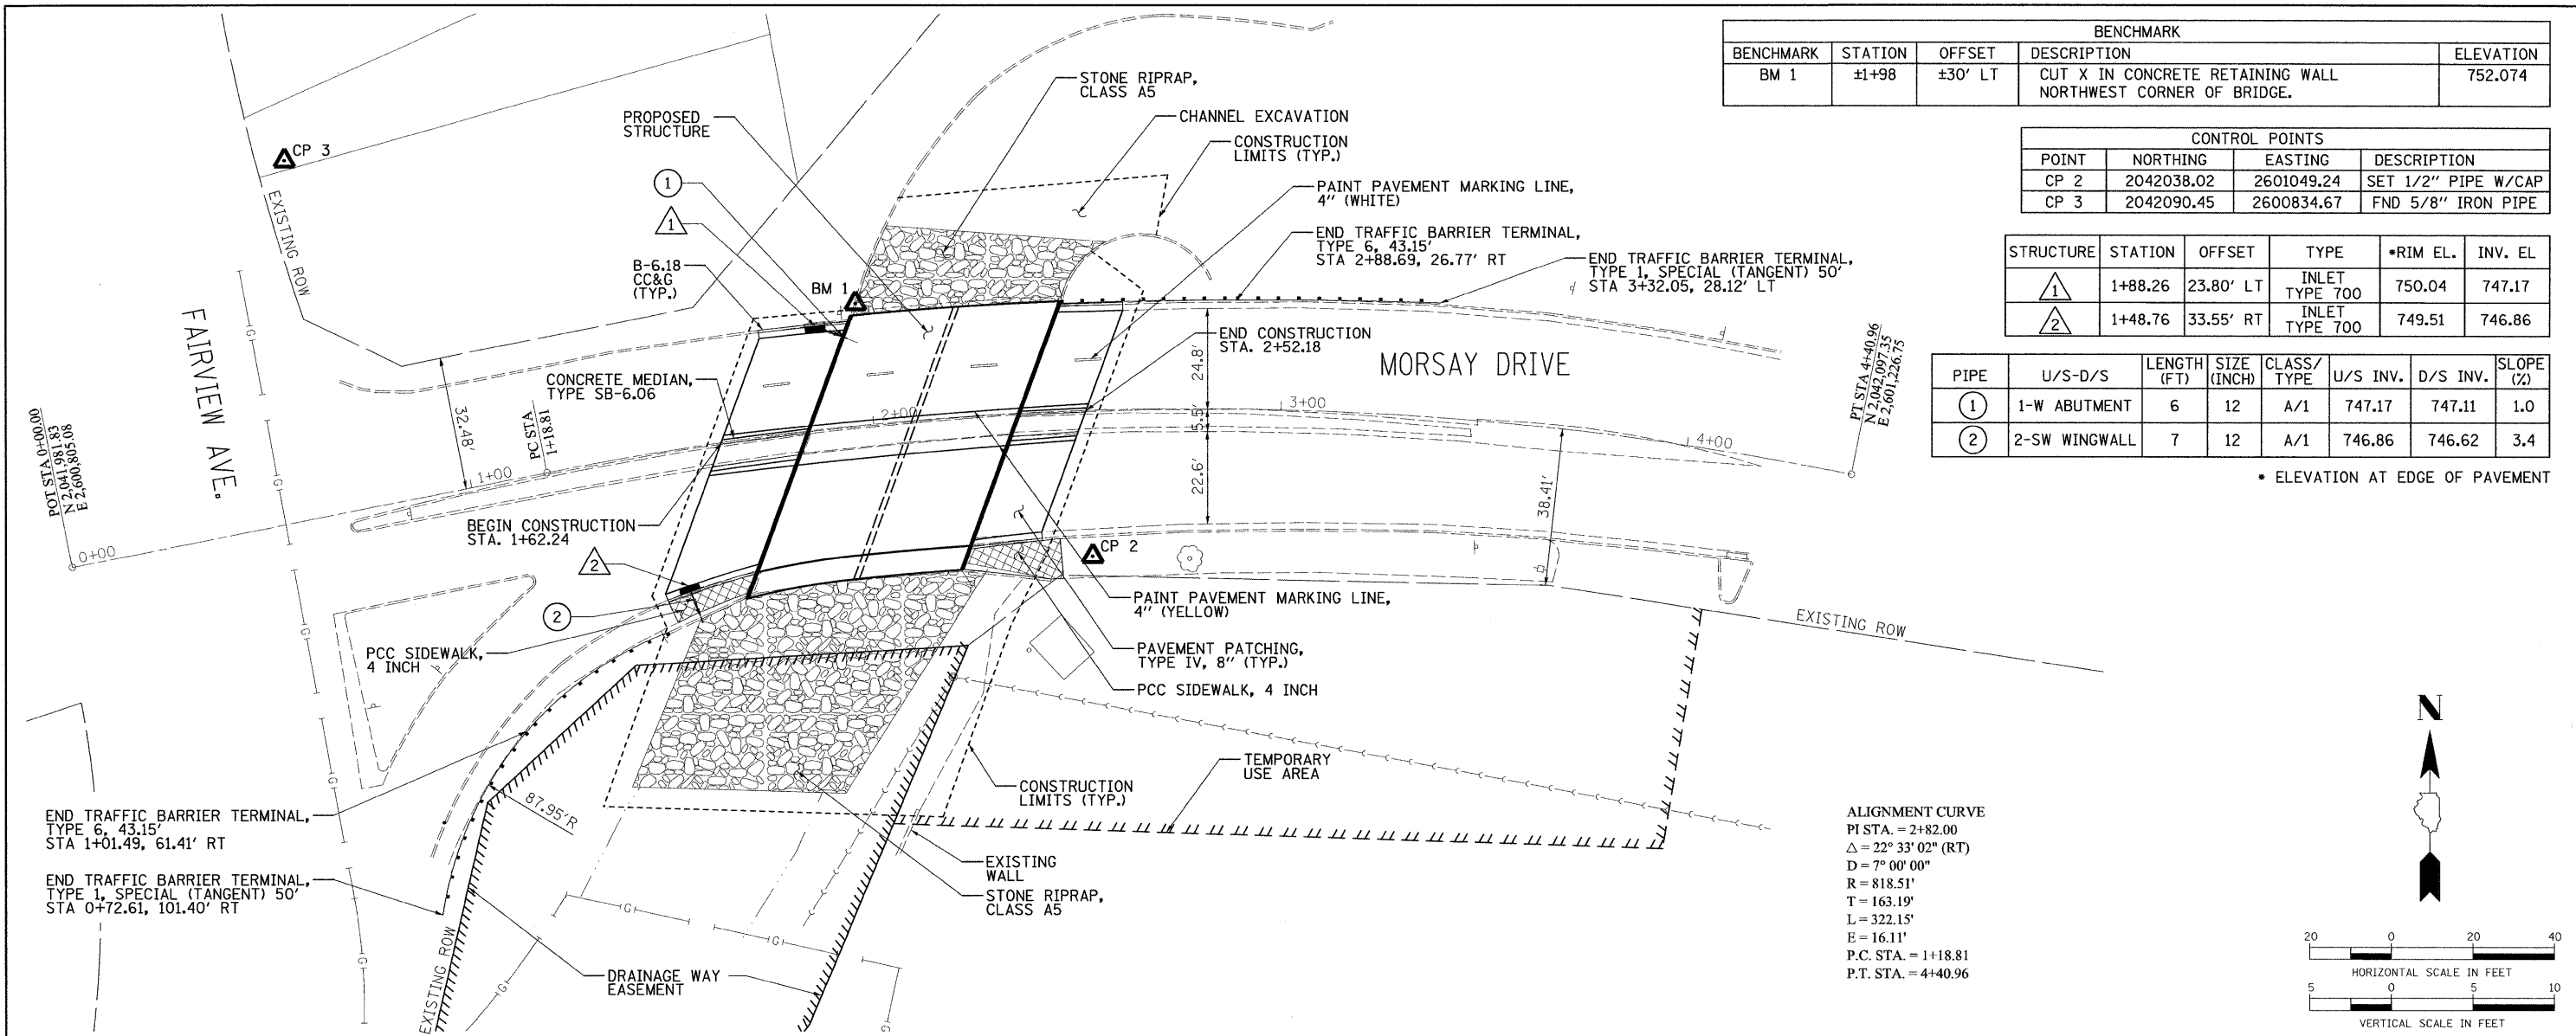 BENCHMARK
BENCHMARK STATION OFFSET DESCRIPTION ELEVATION
BM 1 ±1+98 ±30' LT CUT X IN CONCRETE RETAINING WALL 752.074
NORTHWEST CORNER OF BRIDGE.
CONTROL POINTS
POINT NORTHING EASTING DESCRIPTION
CP 2 2042038.02 2601049.24 SET 1/2" PIPE W/CAP
CP 3 2042090.45 2600834.67 FND 5/8" IRON PIPE
STRUCTURE STATION OFFSET TYPE *RIM EL. INV. EL
1 1+88.26 23.80' LT INLET TYPE 700 750.04 747.17
2 1+48.76 33.55' RT INLET TYPE 700 749.51 746.86
PIPE U/S-D/S LENGTH (FT) SIZE (INCH) CLASS/ TYPE U/S INV. D/S INV. SLOPE (%)
1 1-W ABUTMENT 6 12 A/1 747.17 747.11 1.0
2 2-SW WINGWALL 7 12 A/1 746.86 746.62 3.4
* ELEVATION AT EDGE OF PAVEMENT
STONE RIPRAP,
CLASS A5
PROPOSED
STRUCTURE
CHANNEL EXCAVATION
CONSTRUCTION
LIMITS (TYP.)
CP 3
1
1
PAINT PAVEMENT MARKING LINE,
4" (WHITE)
END TRAFFIC BARRIER TERMINAL,
TYPE 6, 43.15'
STA 2+88.69, 26.77' RT
END TRAFFIC BARRIER TERMINAL,
TYPE 1, SPECIAL (TANGENT) 50'
STA 3+32.05, 28.12' LT
EXISTING ROW
B-6.18
CC&G
(TYP.)
BM 1
FAIRVIEW AVE.
END CONSTRUCTION
STA. 2+52.18
MORSAY DRIVE
24.8'
5.5'
22.6'
CONCRETE MEDIAN,
TYPE SB-6.06
32.48'
PC STA
1+18.81
2+00
3+00
4+00
PT STA 4+40.96
N 2,042,097.35
E 2,601,226.75
POT STA 0+00.00
N 2,041,981.83
E 2,600,805.08
0+00
1+00
38.41'
BEGIN CONSTRUCTION
STA. 1+62.24
2
2
CP 2
PAINT PAVEMENT MARKING LINE,
4" (YELLOW)
EXISTING ROW
PCC SIDEWALK,
4 INCH
PAVEMENT PATCHING,
TYPE IV, 8" (TYP.)
PCC SIDEWALK, 4 INCH
TEMPORARY
USE AREA
CONSTRUCTION
LIMITS (TYP.)
87.95'R
END TRAFFIC BARRIER TERMINAL,
TYPE 6, 43.15'
STA 1+01.49, 61.41' RT
END TRAFFIC BARRIER TERMINAL,
TYPE 1, SPECIAL (TANGENT) 50'
STA 0+72.61, 101.40' RT
EXISTING
WALL
STONE RIPRAP,
CLASS A5
DRAINAGE WAY
EASEMENT
EXISTING ROW
G
G
G
G
G
G
G
G
G
G
G
G
ALIGNMENT CURVE
PI STA. = 2+82.00
Δ = 22° 33' 02" (RT)
D = 7° 00' 00"
R = 818.51'
T = 163.19'
L = 322.15'
E = 16.11'
P.C. STA. = 1+18.81
P.T. STA. = 4+40.96
N
20 0 20 40
HORIZONTAL SCALE IN FEET
5 0 5 10
VERTICAL SCALE IN FEET